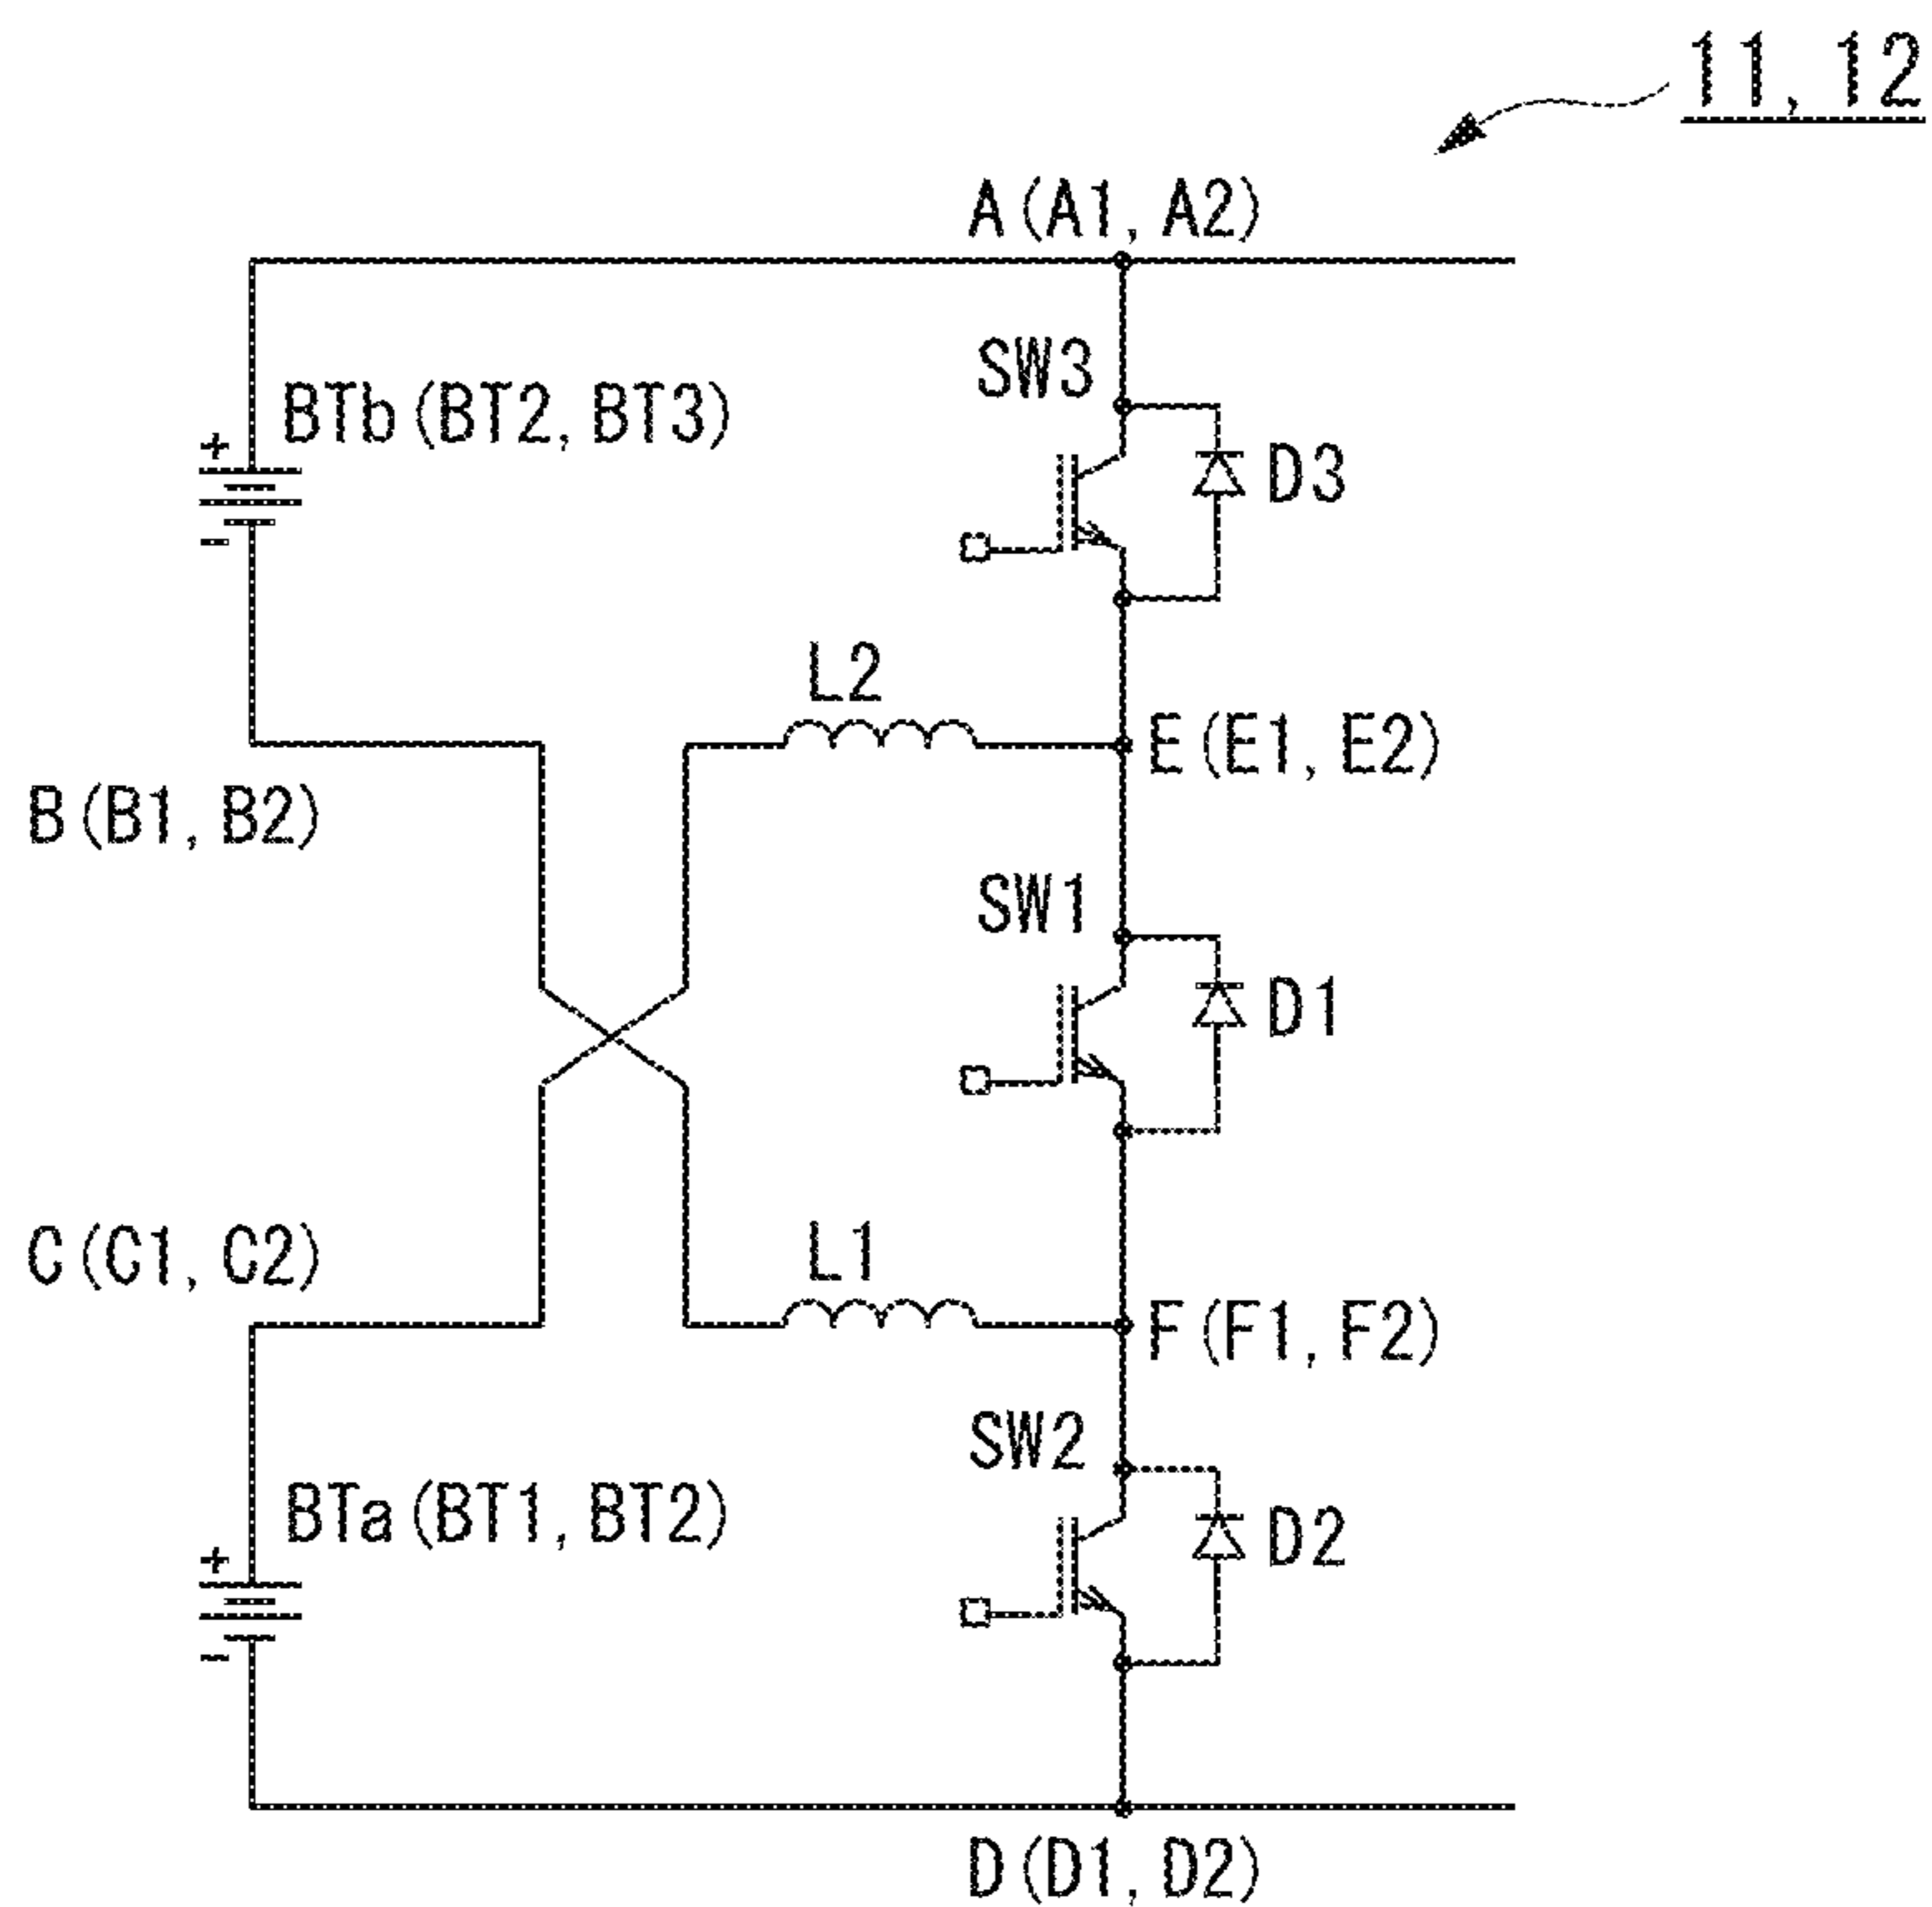 11, 12
A(A1, A2)
SW3
BTb(BT2, BT3)
+
D3
-
L2
E(E1, E2)
B(B1, B2)
SW1
D1
L1
C(C1, C2)
F(F1, F2)
SW2
BTa(BT1, BT2)
D2
+
-
D(D1, D2)